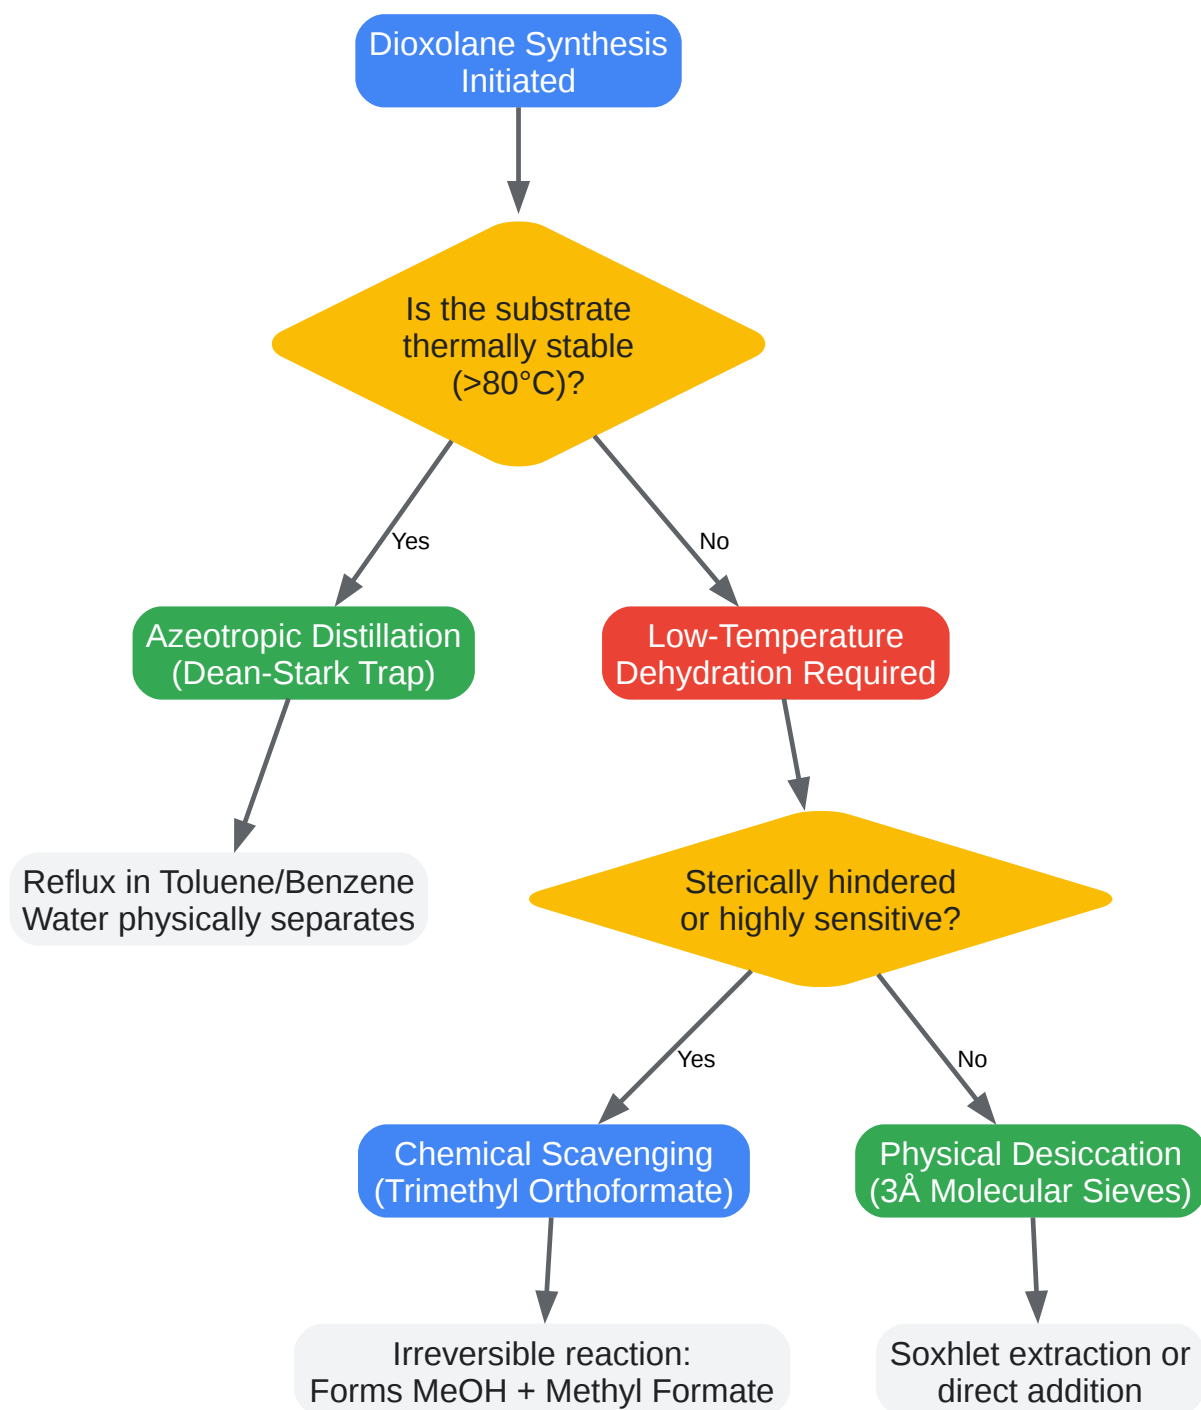 Dioxolane Synthesis
Initiated
Is the substrate
thermally stable
(>80°C)?
Yes
No
Azeotropic Distillation
(Dean-Stark Trap)
Low-Temperature
Dehydration Required
Reflux in Toluene/Benzene
Water physically separates
Sterically hindered
or highly sensitive?
Yes
No
Chemical Scavenging
(Trimethyl Orthoformate)
Physical Desiccation
(3Å Molecular Sieves)
Irreversible reaction:
Forms MeOH + Methyl Formate
Soxhlet extraction or
direct addition